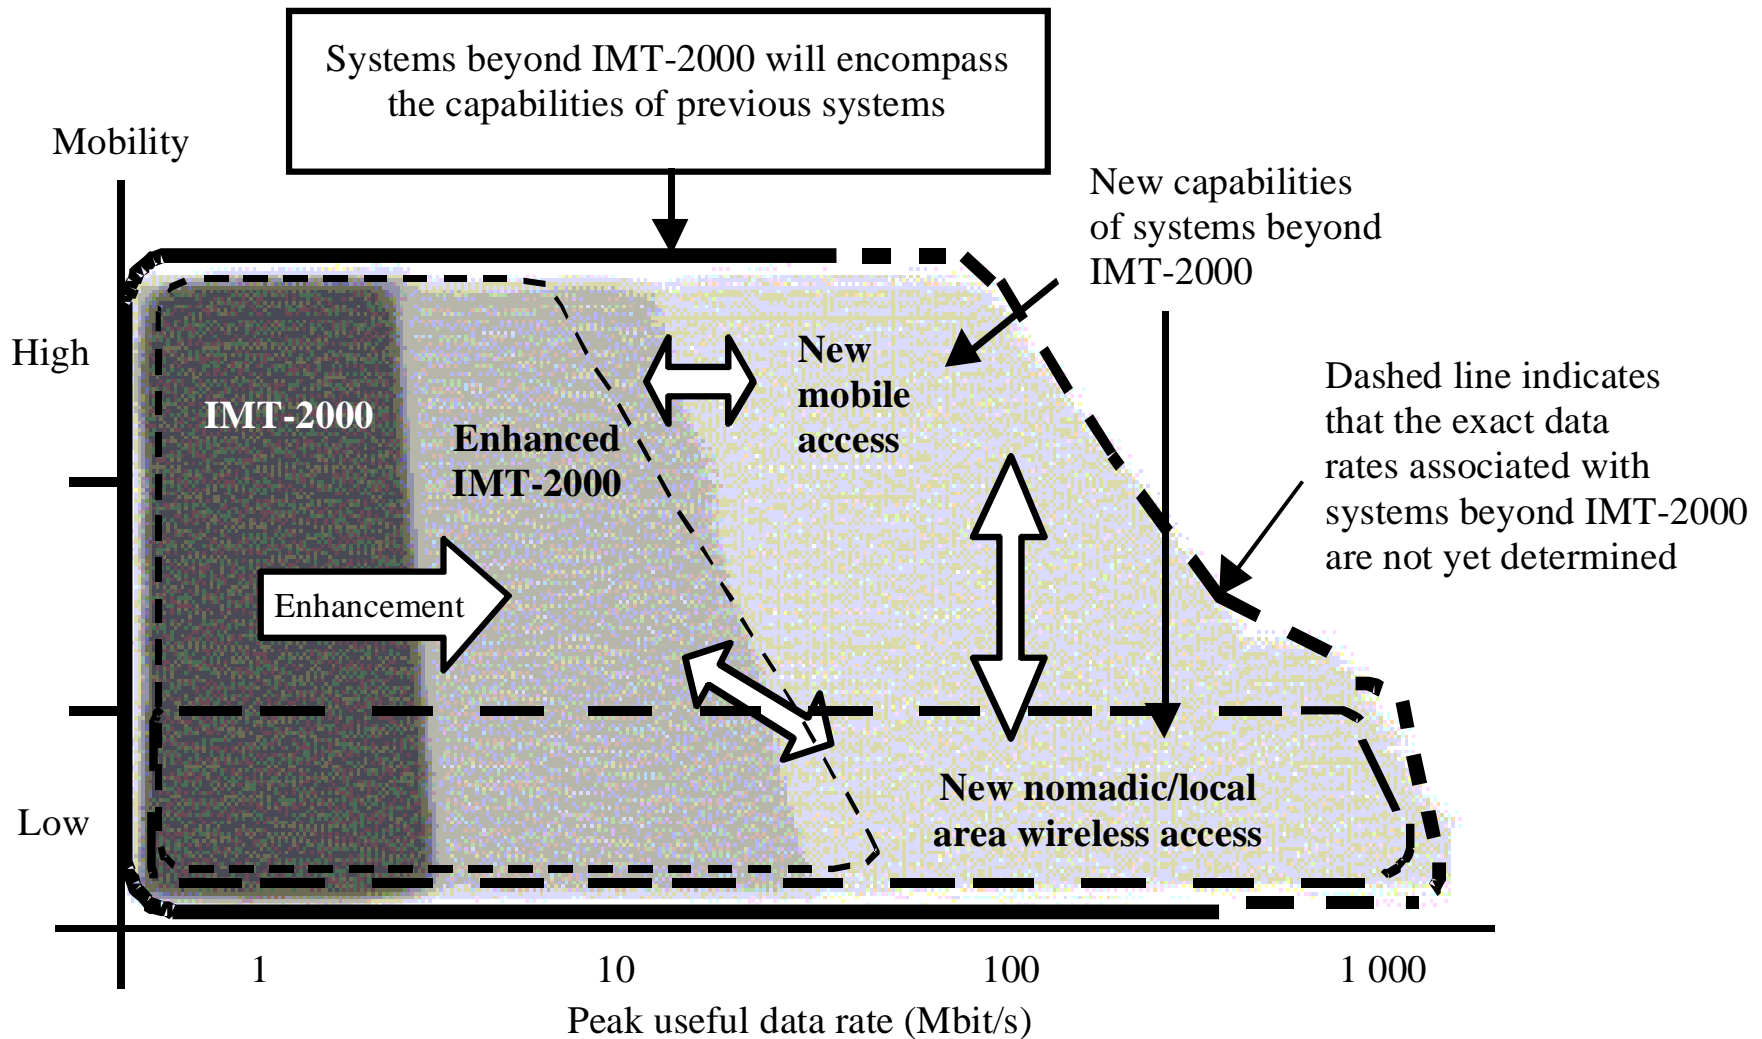 Systems beyond IMT-2000 will encompass
the capabilities of previous systems
Mobility
New capabilities
of systems beyond
IMT-2000
High
New
mobile
access
Dashed line indicates
that the exact data
rates associated with
systems beyond IMT-2000
are not yet determined
IMT-2000
Enhanced
IMT-2000
Enhancement
Low
New nomadic/local
area wireless access
1
10
100
1 000
Peak useful data rate (Mbit/s)